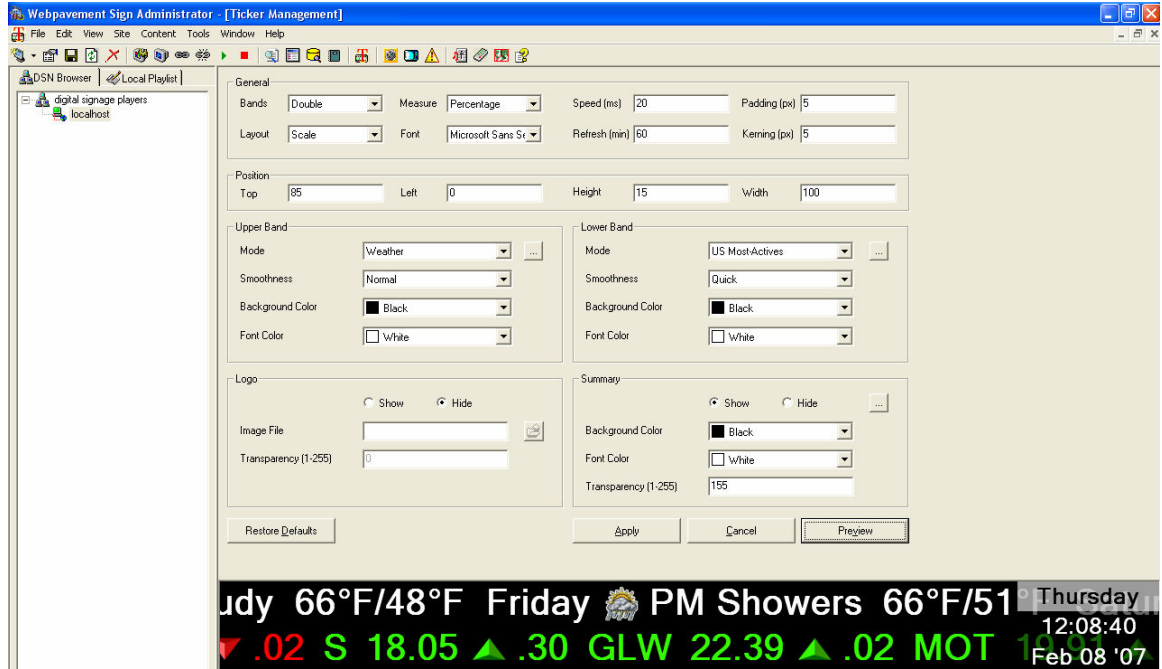 Webpavement Sign Administrator - [Ticker Management]
File Edit View Site Content Tools Window Help
DSN Browser Local Playlist
digital signage players
localhost
General
Bands Double Measure Percentage Speed (ms) 20 Padding (px) 5
Layout Scale Font Microsoft Sans Se Refresh (min) 60 Kerning (px) 5
Position
Top 85 Left 0 Height 15 Width 100
Upper Band
Mode Weather ...
Smoothness Normal
Background Color Black
Font Color White
Lower Band
Mode US Most-Actives ...
Smoothness Quick
Background Color Black
Font Color White
Logo
Show Hide
Image File
Transparency (1-255) 0
Summary
Show Hide ...
Background Color Black
Font Color White
Transparency (1-255) 155
Restore Defaults Apply Cancel Preview
udy 66°F/48°F Friday PM Showers 66°F/51°F Satur
.02 S 18.05 .30 GLW 22.39 .02 MOT 19.91
Thursday
12:08:40
Feb 08 '07